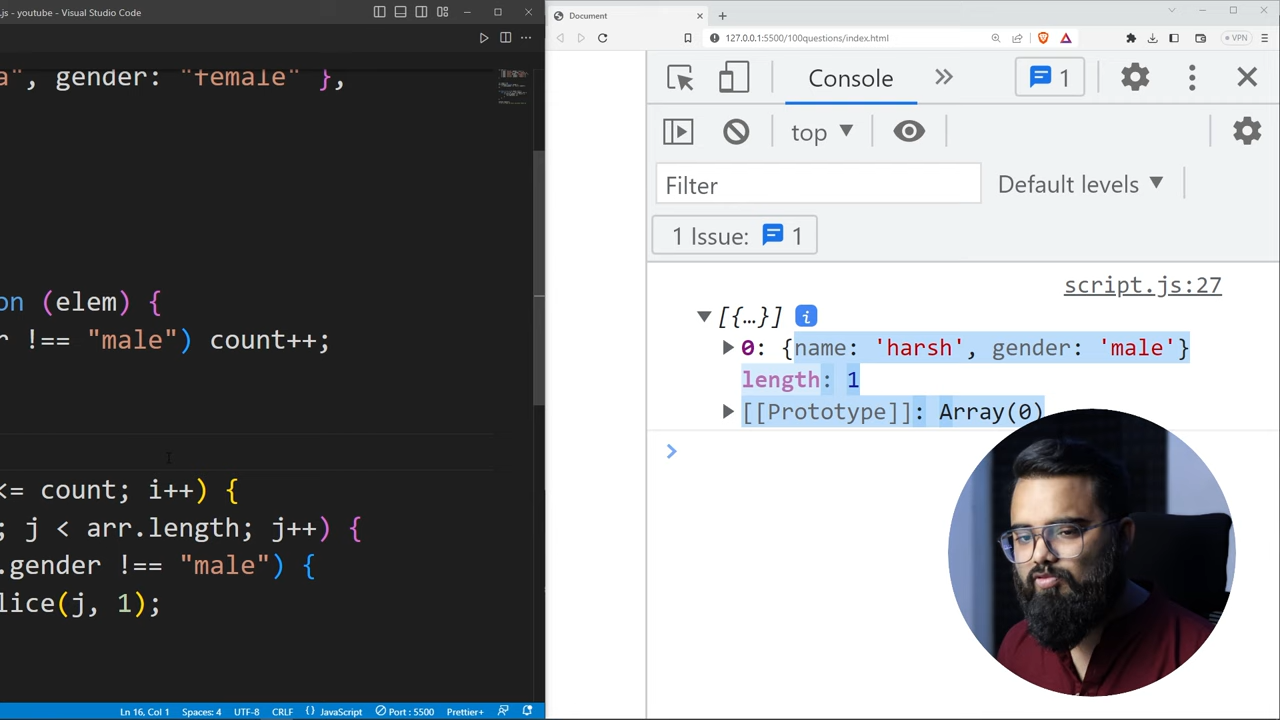 .js - youtube - Visual Studio Code
a", gender: "female" },
on (elem) {
r !== "male") count++;
<= count; i++) {
; j < arr.length; j++) {
.gender !== "male") {
lice(j, 1);
Ln 16, Col 1 Spaces: 4 UTF-8 CRLF {} JavaScript Port : 5500 Prettier+
Document
127.0.0.1:5500/100questions/index.html
VPN
Console
1
top
Filter
Default levels
1 Issue: 1
script.js:27
[{…}] i
0: {name: 'harsh', gender: 'male'}
length: 1
[[Prototype]]: Array(0)